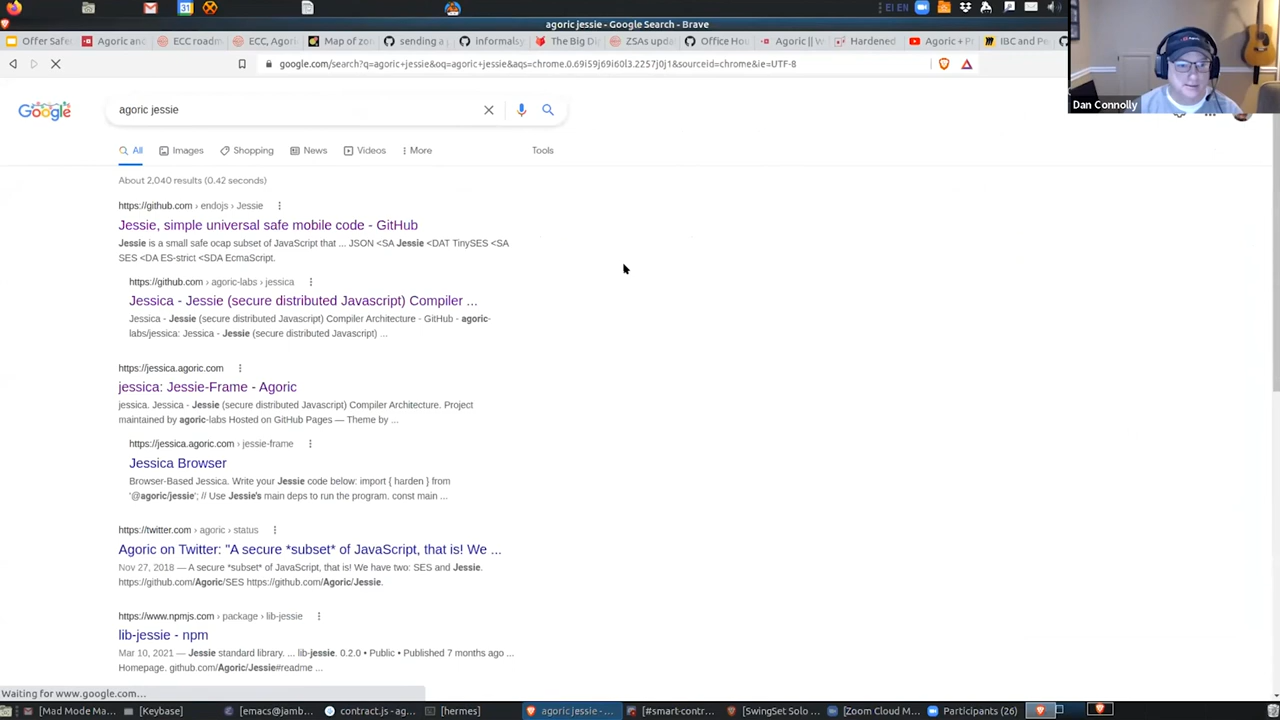 EI EN
agoric jessie - Google Search - Brave
Offer Safe
Agoric and
ECC roadm
ECC, Agori
Map of zo
sending a
informalsy
The Big Di
ZSAs upda
Office Hou
Agoric || W
Hardened
Agoric + P
IBC and Pe
google.com/search?q=agoric+jessie&oq=agoric+jessie&aqs=chrome.0.69i59j69i60l3.2257j0j1&sourceid=chrome&ie=UTF-8
Dan Connolly
Google
agoric jessie
All Images Shopping News Videos More Tools
About 2,040 results (0.42 seconds)
https://github.com › endojs › Jessie
Jessie, simple universal safe mobile code - GitHub
Jessie is a small safe ocap subset of JavaScript that ... JSON <SA Jessie <DAT TinySES <SA
SES <DA ES-strict <SDA EcmaScript.
https://github.com › agoric-labs › jessica
Jessica - Jessie (secure distributed Javascript) Compiler ...
Jessica - Jessie (secure distributed Javascript) Compiler Architecture - GitHub - agoric-
labs/jessica: Jessica - Jessie (secure distributed Javascript) ...
https://jessica.agoric.com
jessica: Jessie-Frame - Agoric
jessica. Jessica - Jessie (secure distributed Javascript) Compiler Architecture. Project
maintained by agoric-labs Hosted on GitHub Pages — Theme by ...
https://jessica.agoric.com › jessie-frame
Jessica Browser
Browser-Based Jessica. Write your Jessie code below: import { harden } from
'@agoric/jessie'; // Use Jessie's main deps to run the program. const main ...
https://twitter.com › agoric › status
Agoric on Twitter: "A secure *subset* of JavaScript, that is! We ...
Nov 27, 2018 — A secure *subset* of JavaScript, that is! We have two: SES and Jessie.
https://github.com/Agoric/SES https://github.com/Agoric/Jessie.
https://www.npmjs.com › package › lib-jessie
lib-jessie - npm
Mar 10, 2021 — Jessie standard library. ... lib-jessie. 0.2.0 • Public • Published 7 months ago ...
Homepage. github.com/Agoric/Jessie#readme ...
Waiting for www.google.com...
[Mad Mode Ma...
[Keybase]
[emacs@jamb...
contract.js - ag...
[hermes]
agoric jessie - ...
[#smart-contr...
[SwingSet Solo ...
[Zoom Cloud M...
Participants (26)